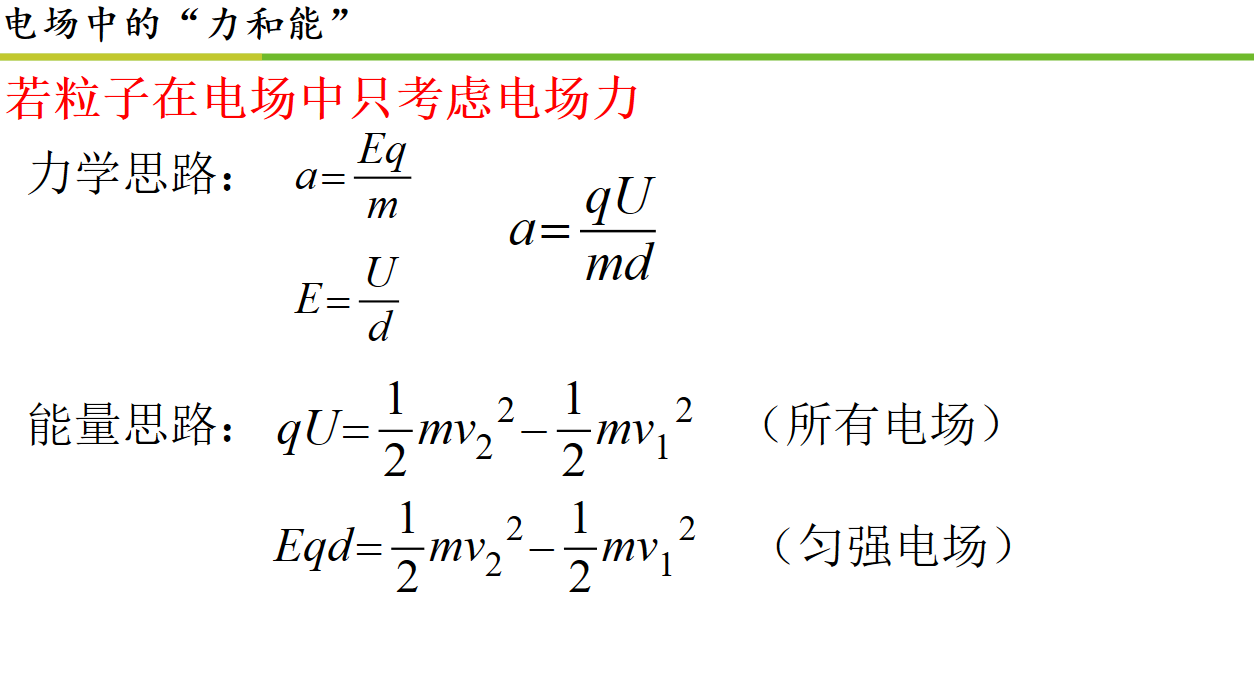 电场中的“力和能”
若粒子在电场中只考虑电场力
力学思路： a=Eq/m
a=qU/md
E=U/d
能量思路：qU=1/2mv₂²−1/2mv₁² （所有电场）
Eqd=1/2mv₂²−1/2mv₁² （匀强电场）